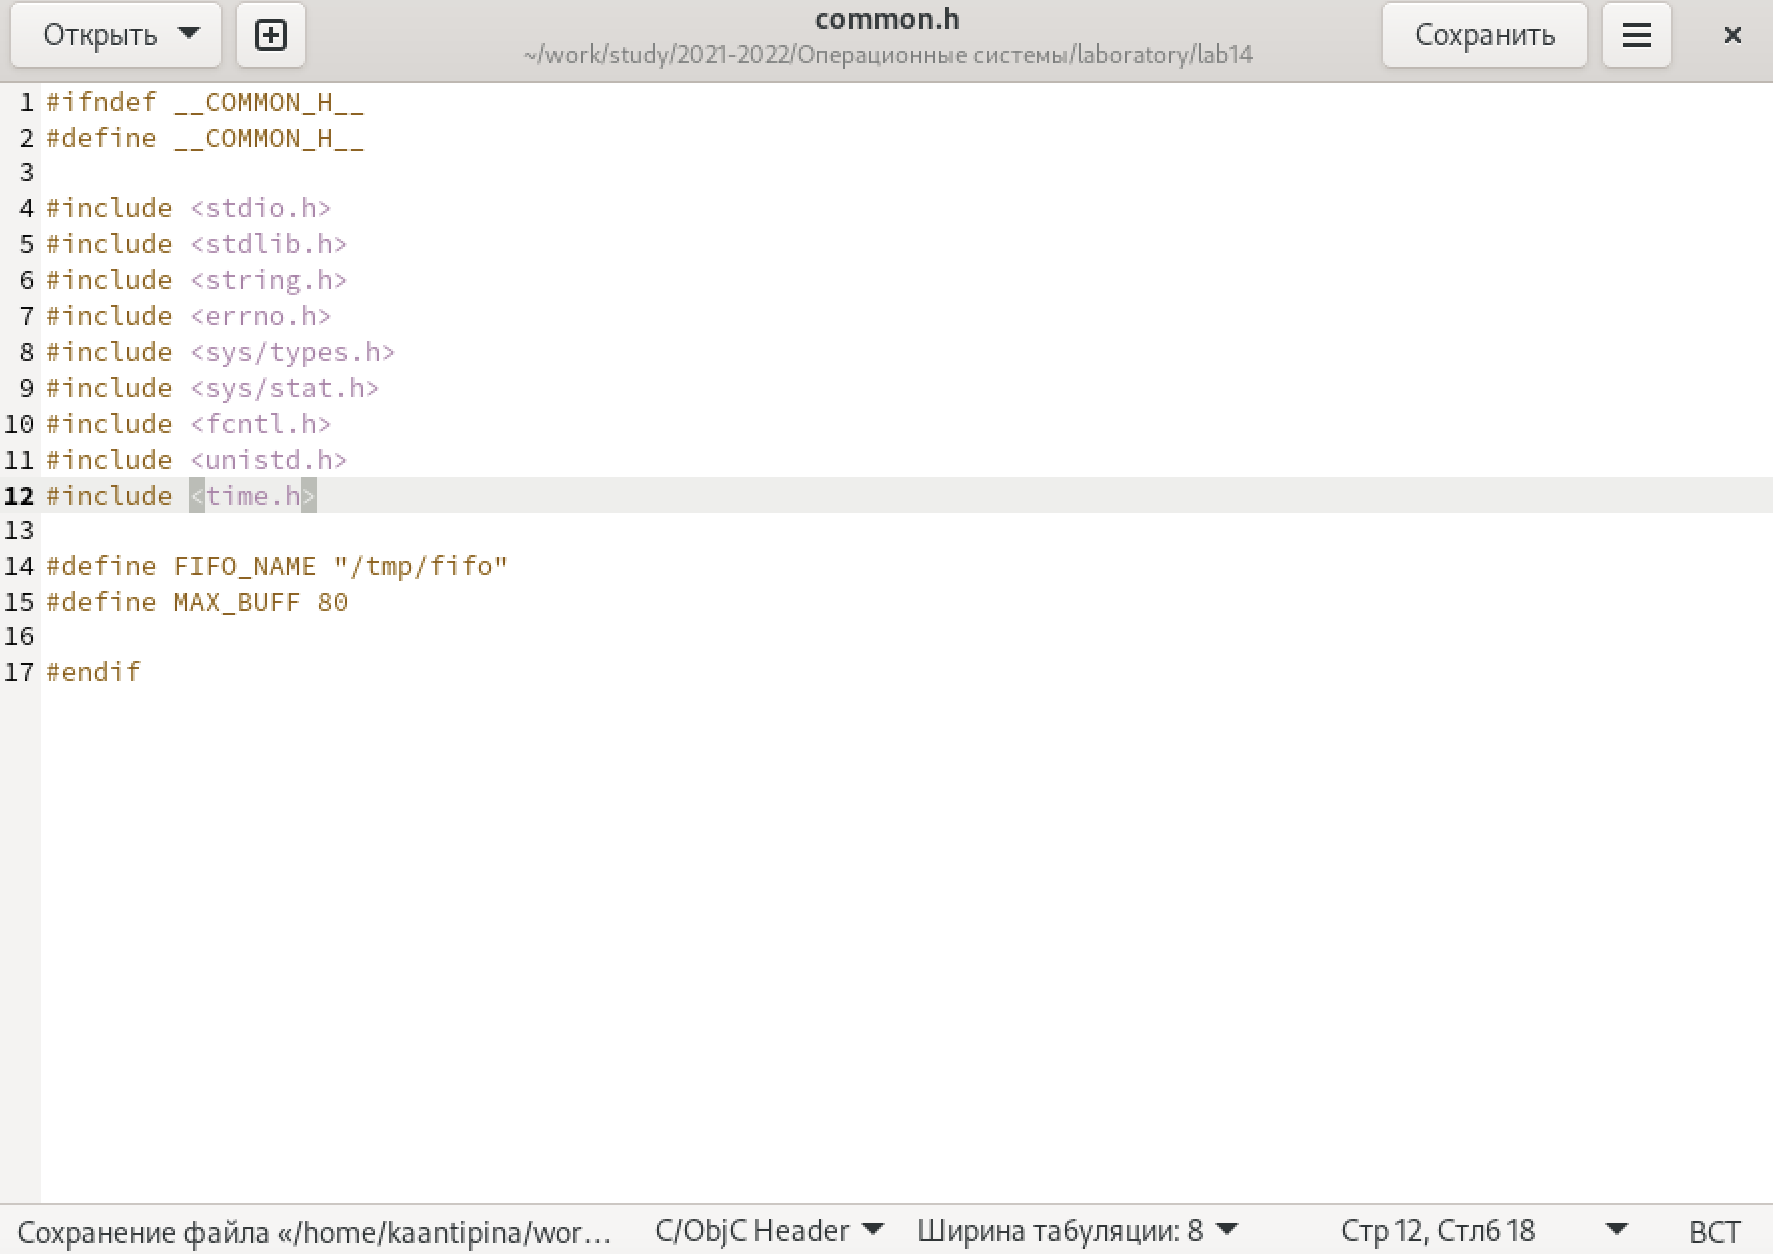 Открыть
common.h
~/work/study/2021-2022/Операционные системы/laboratory/lab14
Сохранить
1 #ifndef __COMMON_H__
2 #define __COMMON_H__
3
4 #include <stdio.h>
5 #include <stdlib.h>
6 #include <string.h>
7 #include <errno.h>
8 #include <sys/types.h>
9 #include <sys/stat.h>
10 #include <fcntl.h>
11 #include <unistd.h>
12 #include <time.h>
13
14 #define FIFO_NAME "/tmp/fifo"
15 #define MAX_BUFF 80
16
17 #endif
Сохранение файла «/home/kaantipina/wor… C/ObjC Header Ширина табуляции: 8 Стр 12, Стлб 18 ВСТ